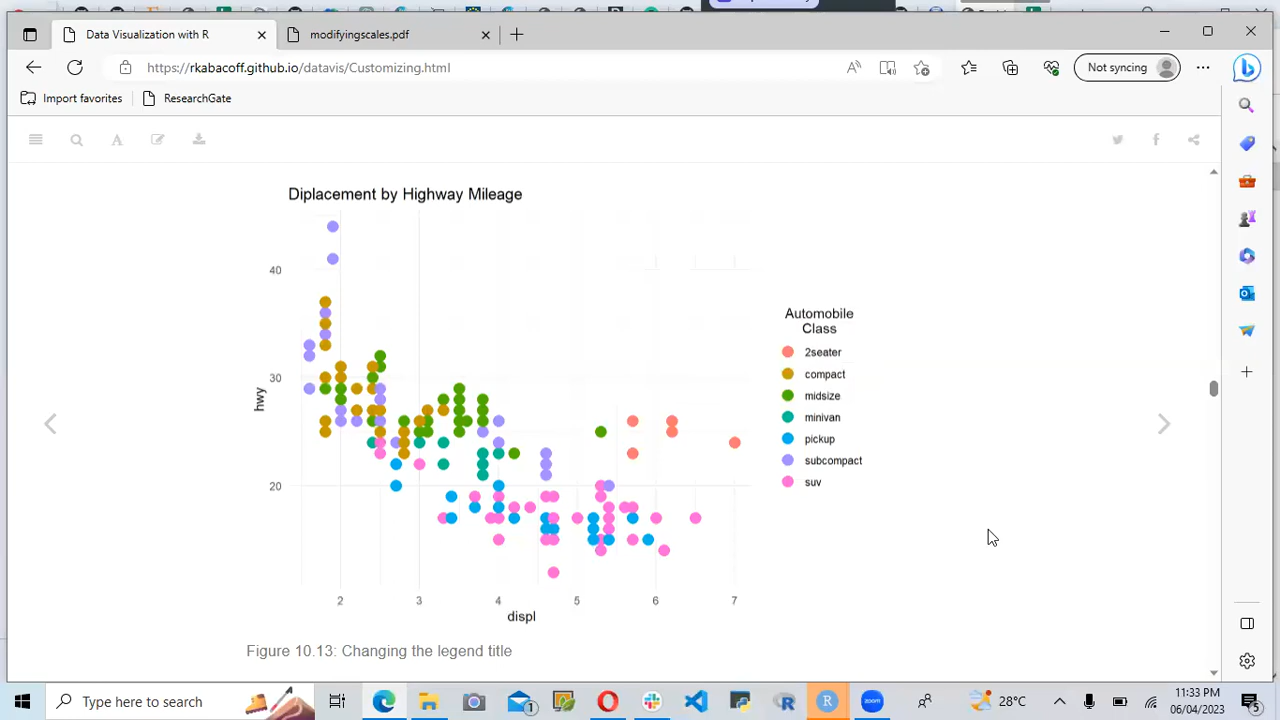 Data Visualization with R
modifyingscales.pdf
https://rkabacoff.github.io/datavis/Customizing.html
Not syncing
Import favorites
ResearchGate
Diplacement by Highway Mileage
40
30
20
hwy
2 3 4 5 6 7
displ
Automobile
Class
2seater
compact
midsize
minivan
pickup
subcompact
suv
Figure 10.13: Changing the legend title
Type here to search
28°C
11:33 PM
06/04/2023